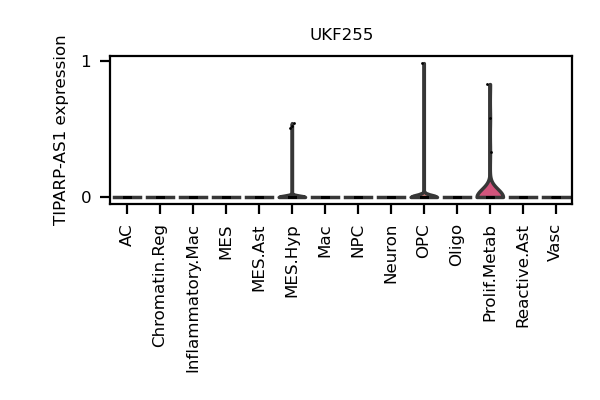 UKF255
TIPARP-AS1 expression
1
0
AC
Chromatin.Reg
Inflammatory.Mac
MES
MES.Ast
MES.Hyp
Mac
NPC
Neuron
OPC
Oligo
Prolif.Metab
Reactive.Ast
Vasc